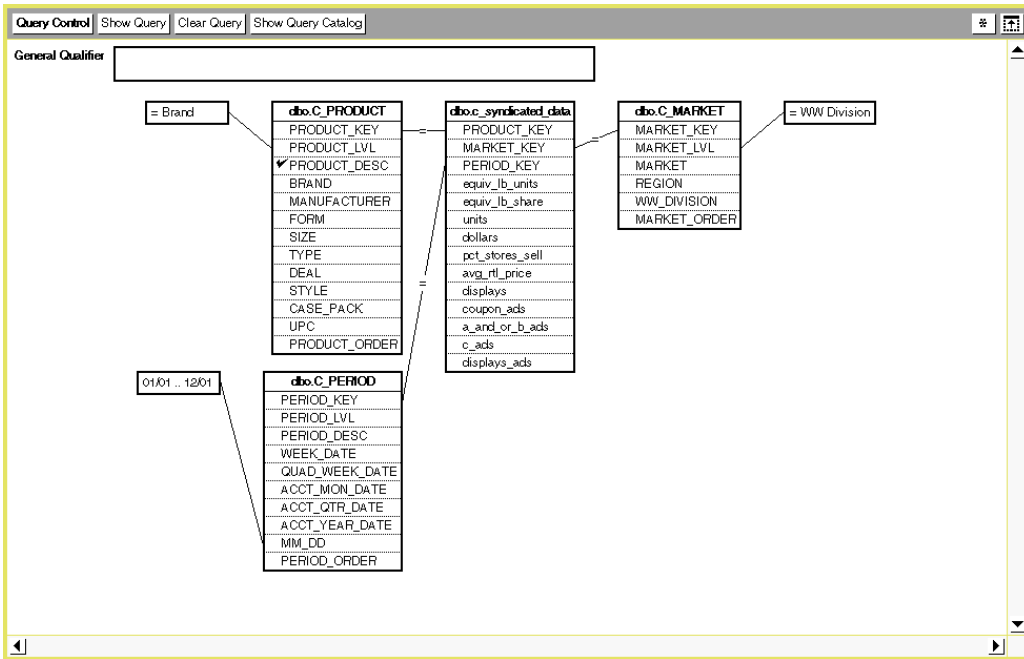 Query Control Show Query Clear Query Show Query Catalog *
General Qualifier
= Brand
dbo.C_PRODUCT
PRODUCT_KEY
PRODUCT_LVL
PRODUCT_DESC
BRAND
MANUFACTURER
FORM
SIZE
TYPE
DEAL
STYLE
CASE_PACK
UPC
PRODUCT_ORDER
=
=
dbo.c_syndicated_data
PRODUCT_KEY
MARKET_KEY
PERIOD_KEY
equiv_lb_units
equiv_lb_share
units
dollars
pct_stores_sell
avg_rtl_price
displays
coupon_ads
a_and_or_b_ads
c_ads
displays_ads
=
dbo.C_MARKET
MARKET_KEY
MARKET_LVL
MARKET
REGION
WW_DIVISION
MARKET_ORDER
= WW Division
01/01 .. 12/01
dbo.C_PERIOD
PERIOD_KEY
PERIOD_LVL
PERIOD_DESC
WEEK_DATE
QUAD_WEEK_DATE
ACCT_MON_DATE
ACCT_QTR_DATE
ACCT_YEAR_DATE
MM_DD
PERIOD_ORDER